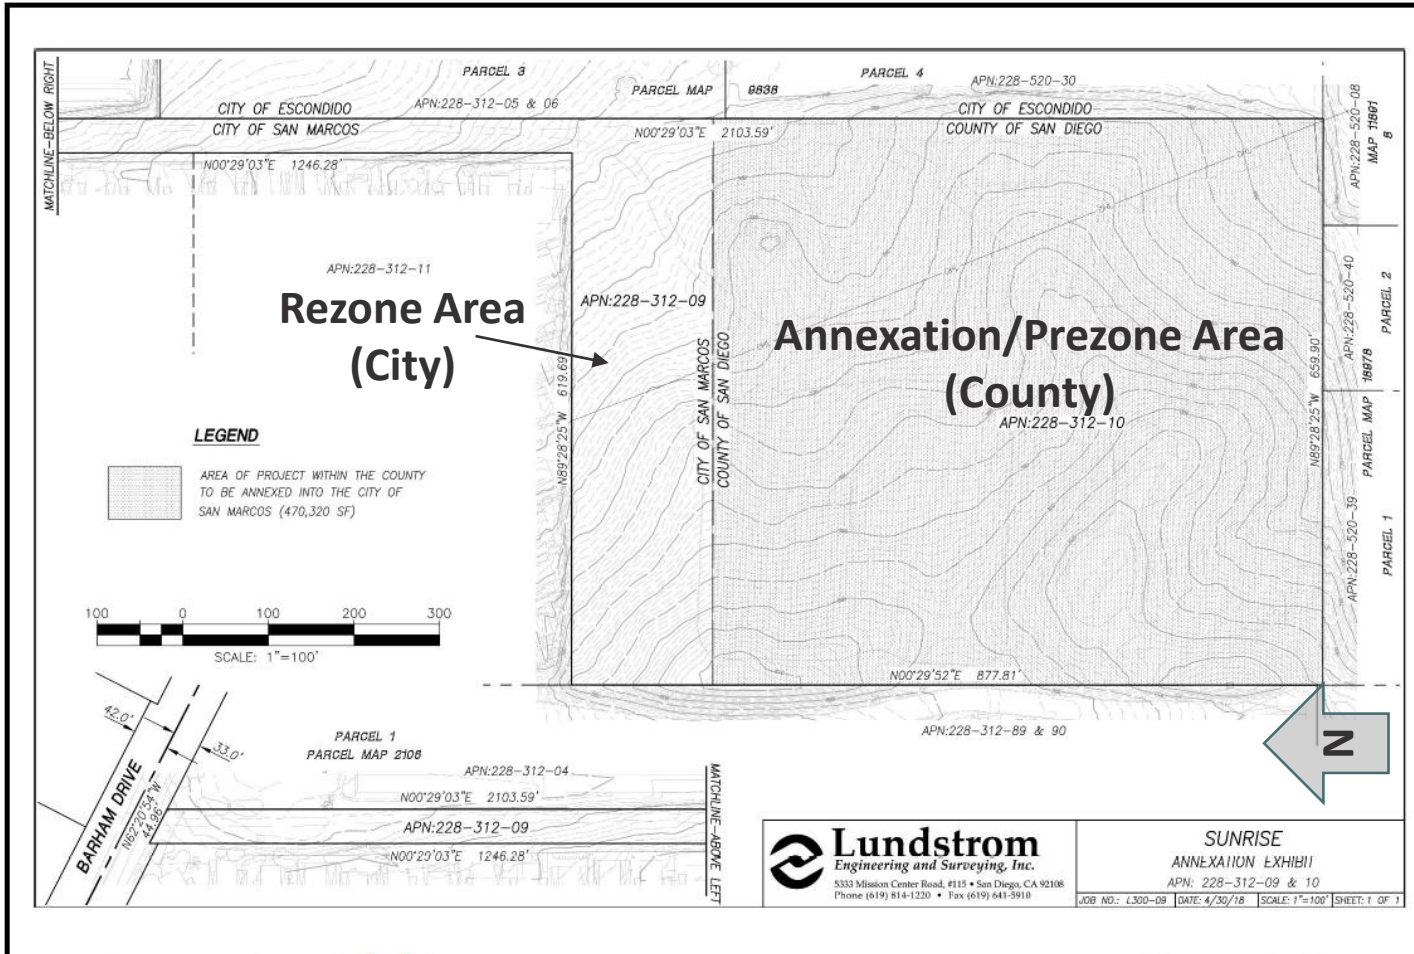 MATCHLINE-BELOW RIGHT
PARCEL 3
PARCEL MAP 9838
PARCEL 4
APN:228-520-30
CITY OF ESCONDIDO
APN:228-312-05 & 06
CITY OF SAN MARCOS
N00°29'03"E 2103.59'
CITY OF ESCONDIDO
COUNTY OF SAN DIEGO
N00°29'03"E 1246.28'
APN:228-520-08
MAP 11691
8
APN:228-312-11
Rezone Area
(City)
APN:228-312-09
N89°28'25"W 619.69'
CITY OF SAN MARCOS
COUNTY OF SAN DIEGO
Annexation/Prezone Area
(County)
APN:228-312-10
N89°28'25"W 659.90'
APN:228-520-40
PARCEL 2
PARCEL MAP 18978
APN:228-520-39
PARCEL 1
LEGEND
AREA OF PROJECT WITHIN THE COUNTY
TO BE ANNEXED INTO THE CITY OF
SAN MARCOS (470,320 SF)
100 0 100 200 300
SCALE: 1"=100'
N00°29'52"E 877.81'
APN:228-312-89 & 90
N
42.0'
33.0'
BARHAM DRIVE
N62°20'54"W
44.96'
PARCEL 1
PARCEL MAP 2106
APN:228-312-04
N00°29'03"E 2103.59'
APN:228-312-09
N00°29'03"E 1246.28'
MATCHLINE-ABOVE LEFT
Lundstrom
Engineering and Surveying, Inc.
5333 Mission Center Road, #115 • San Diego, CA 92108
Phone (619) 814-1220 • Fax (619) 641-5910
SUNRISE
ANNEXATION EXHIBIT
APN: 228-312-09 & 10
JOB NO.: L300-09 DATE: 4/30/18 SCALE: 1"=100' SHEET: 1 OF 1